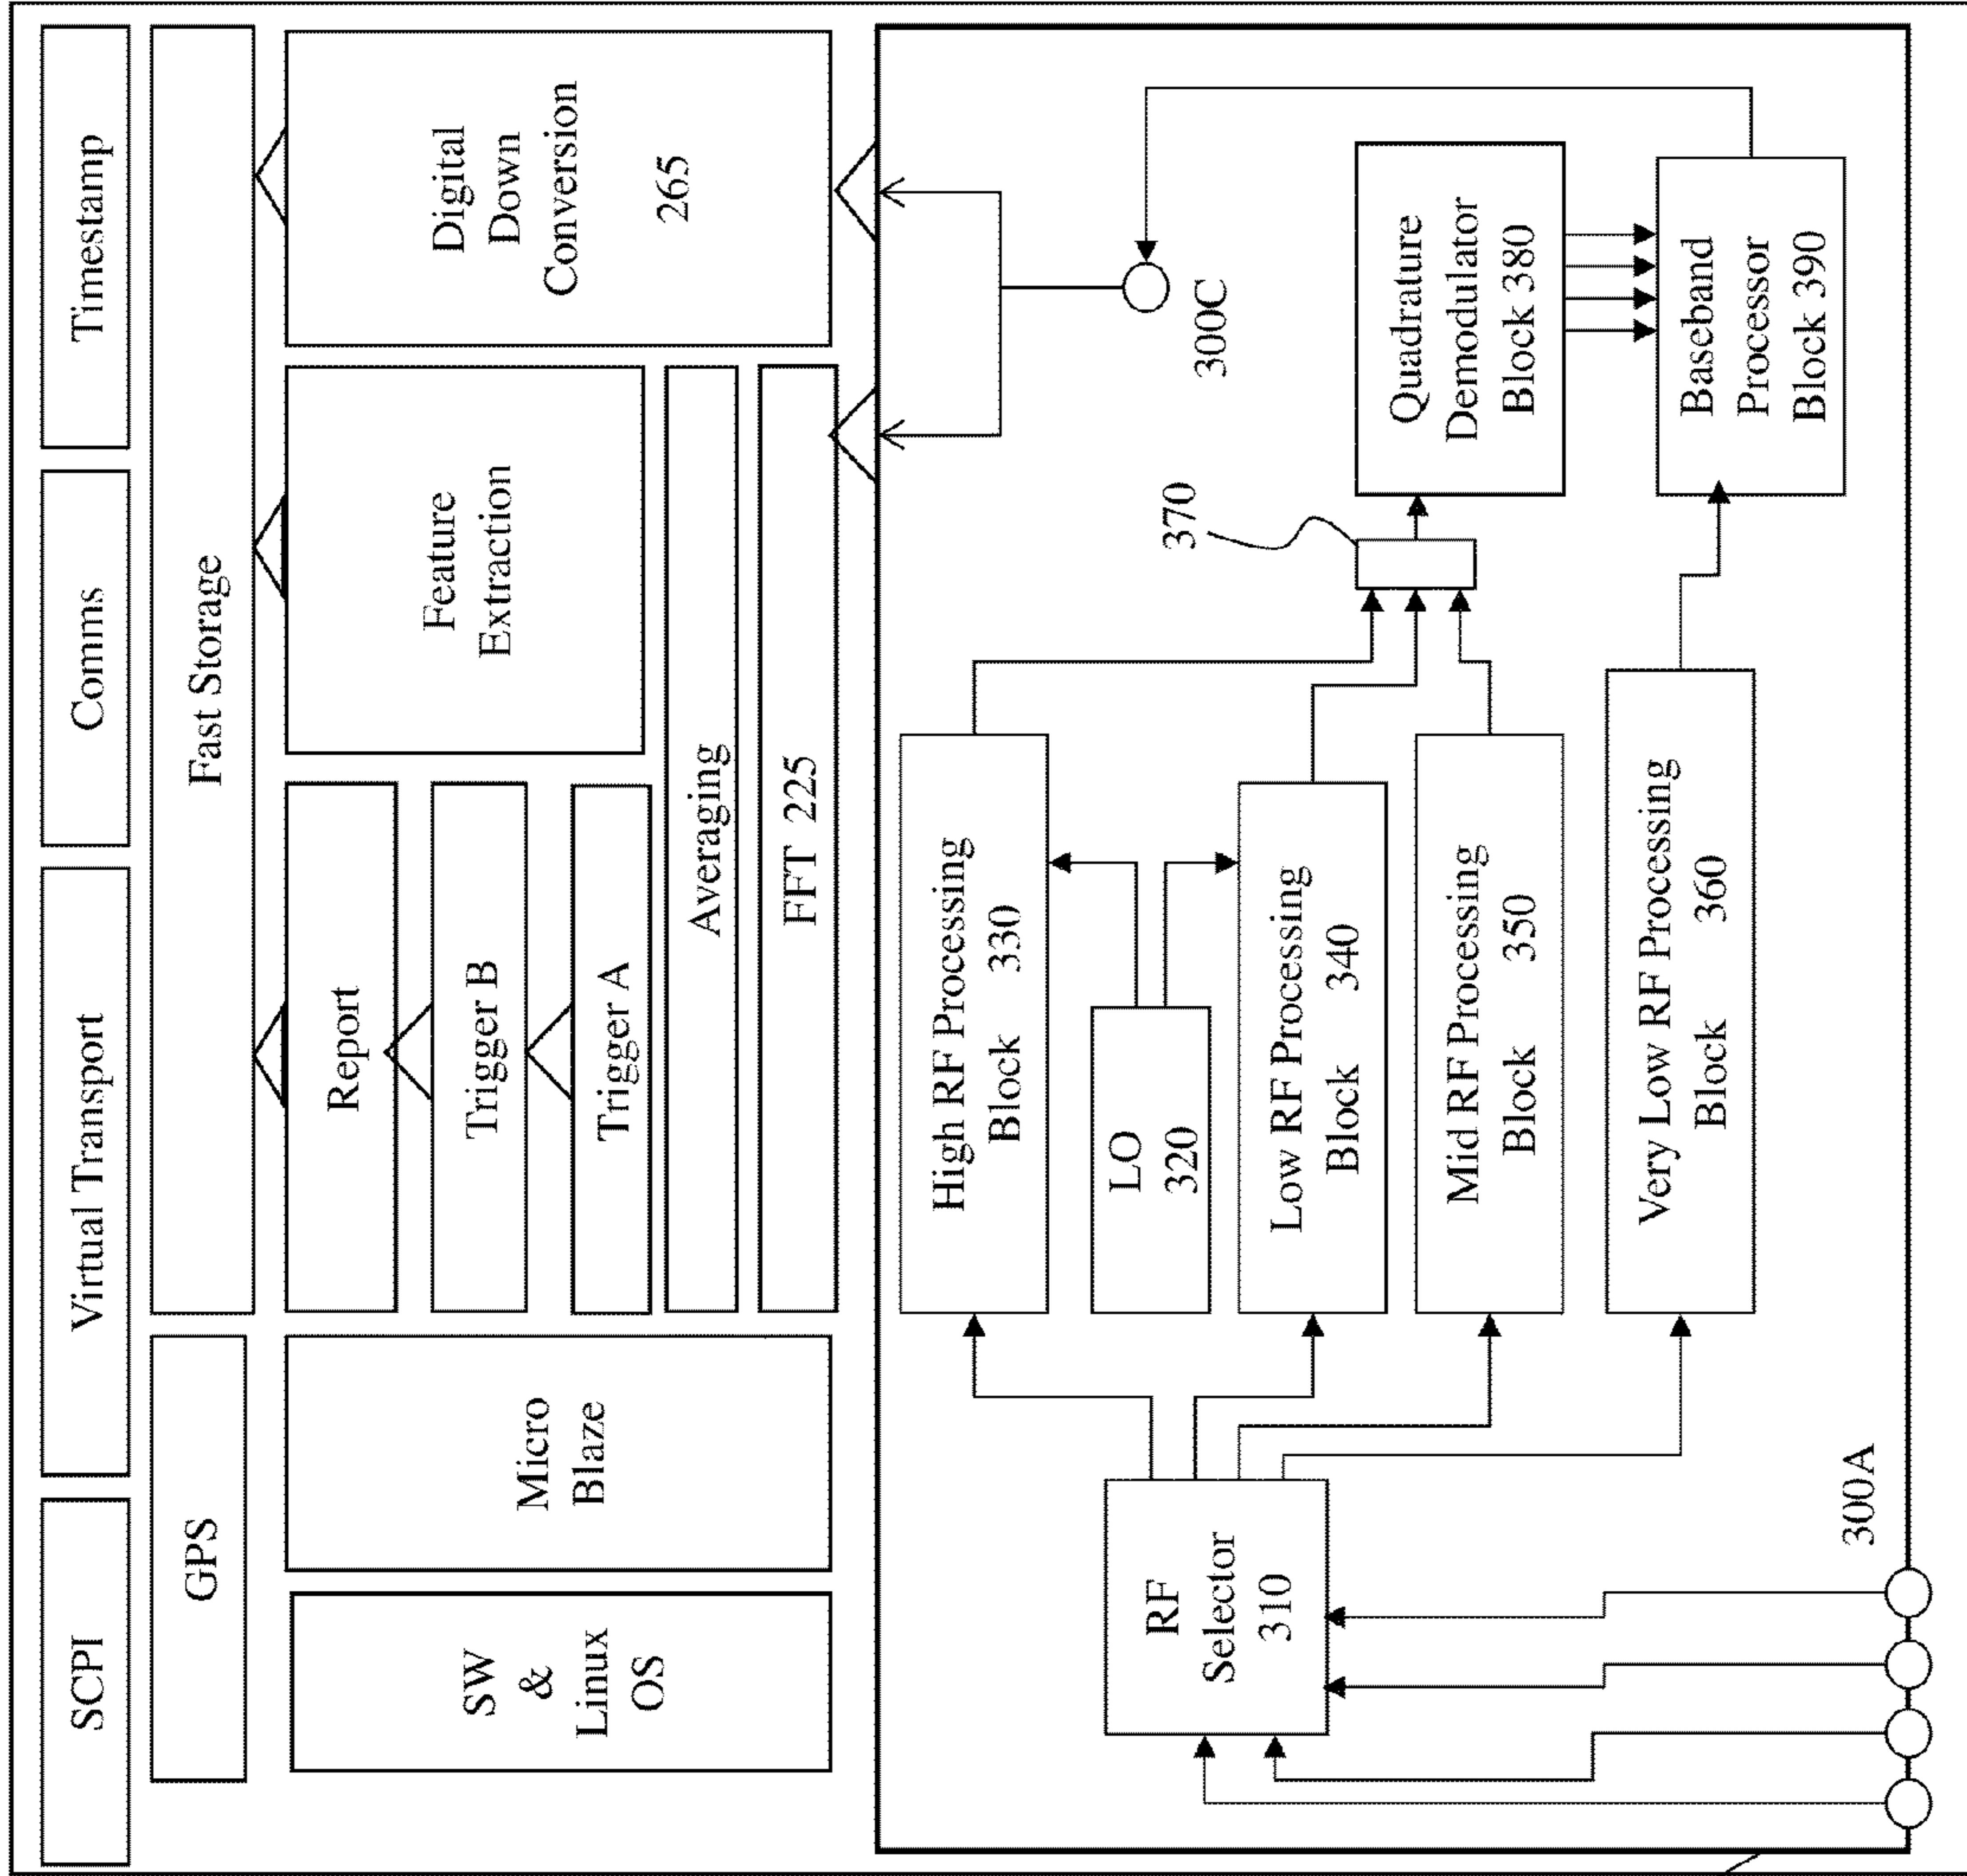 SCPI
Virtual Transport
Comms
Timestamp
GPS
Fast Storage
SW
&
Linux
OS
Micro
Blaze
Report
Trigger B
Trigger A
Feature
Extraction
Digital
Down
Conversion
265
Averaging
FFT 225
RF
Selector
310
High RF Processing
Block 330
LO
320
Low RF Processing
Block 340
Mid RF Processing
Block 350
Very Low RF Processing
Block 360
370
300C
Quadrature
Demodulator
Block 380
Baseband
Processor
Block 390
300A